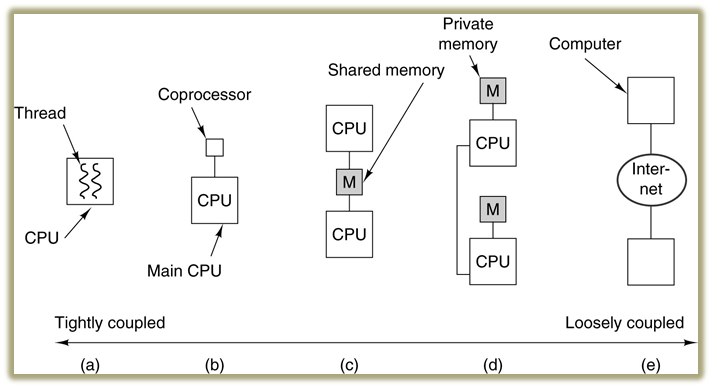 Private
memory
Computer
Shared memory
Coprocessor
Thread
M
CPU
CPU
M
Inter-
net
CPU
M
CPU
CPU
CPU
Main CPU
Tightly coupled
Loosely coupled
(a)
(b)
(c)
(d)
(e)